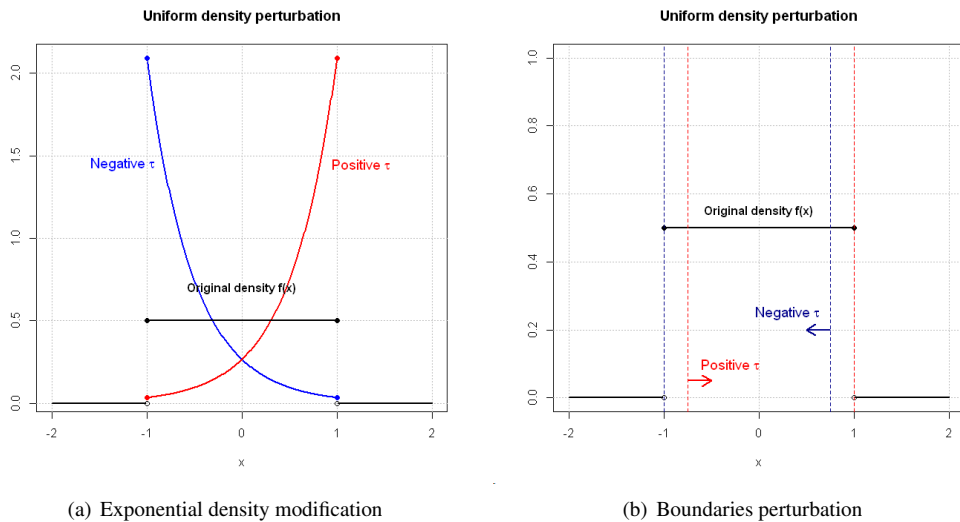 Uniform density perturbation
2.0
1.5
1.0
0.5
0.0
Negative τ
Positive τ
Original density f(x)
-2 -1 0 1 2
x
(a) Exponential density modification
Uniform density perturbation
1.0
0.8
0.6
0.4
0.2
0.0
Original density f(x)
Negative τ
Positive τ
-2 -1 0 1 2
x
(b) Boundaries perturbation